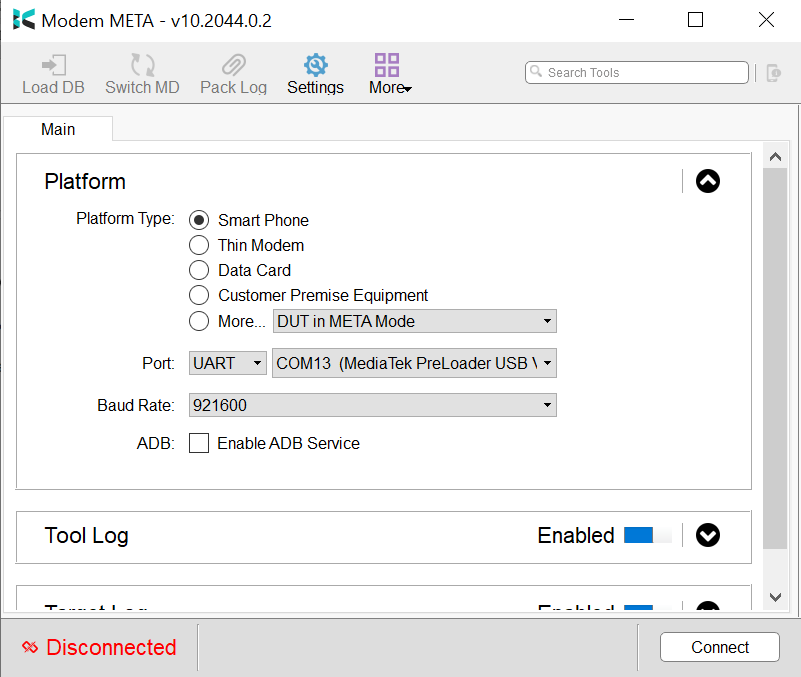 Modem META - v10.2044.0.2
Load DB Switch MD Pack Log Settings More Search Tools
Main
Platform
Platform Type: Smart Phone
Thin Modem
Data Card
Customer Premise Equipment
More... DUT in META Mode
Port: UART COM13 (MediaTek PreLoader USB V
Baud Rate: 921600
ADB: Enable ADB Service
Tool Log Enabled
Target Log Enabled
Disconnected Connect